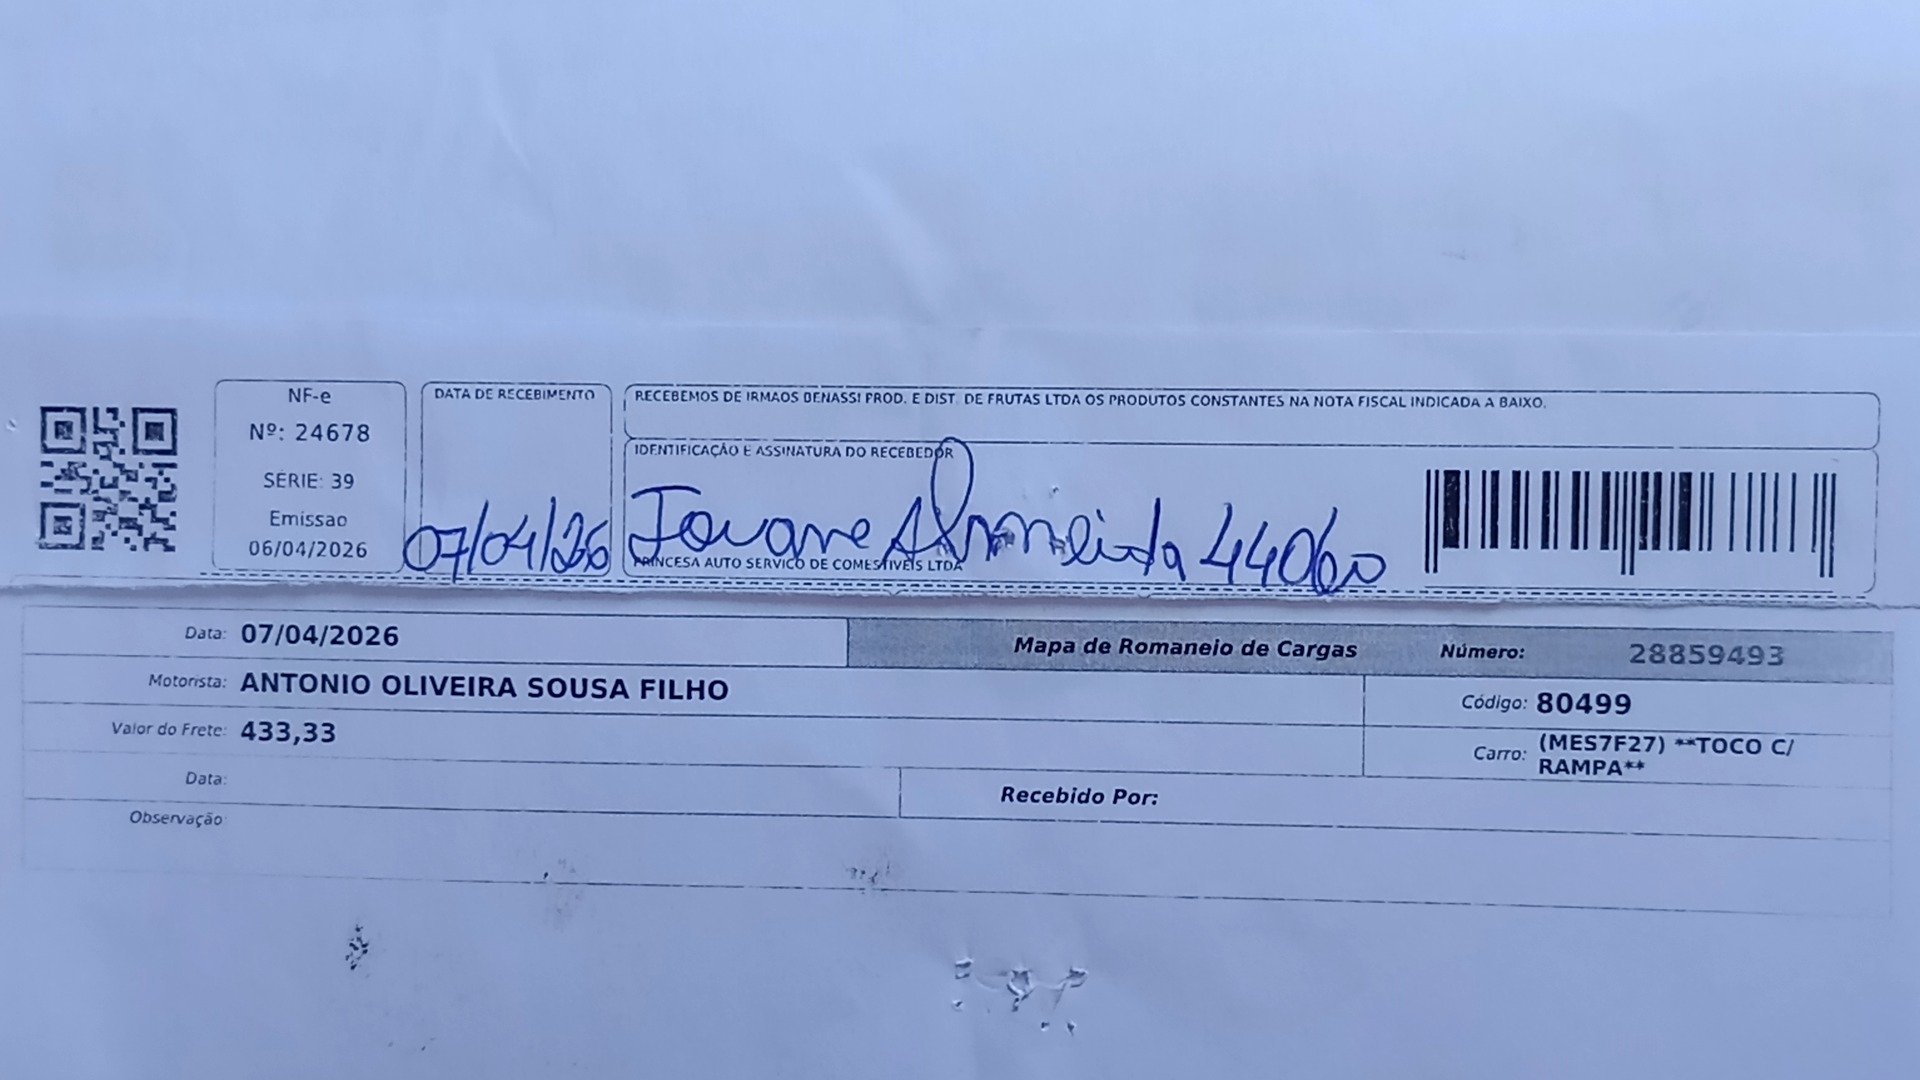 NF-e
Nº: 24678
SÉRIE: 39
Emissao
06/04/2026
DATA DE RECEBIMENTO
07/04/26
RECEBEMOS DE IRMAOS BENASSI PROD. E DIST. DE FRUTAS LTDA OS PRODUTOS CONSTANTES NA NOTA FISCAL INDICADA A BAIXO.
IDENTIFICAÇÃO E ASSINATURA DO RECEBEDOR
Jovane Almeida 44060
PRINCESA AUTO SERVICO DE COMESTIVEIS LTDA
Data: 07/04/2026 Mapa de Romaneio de Cargas Número: 28859493
Motorista: ANTONIO OLIVEIRA SOUSA FILHO
Código: 80499
Valor do Frete: 433,33
Carro: (MES7F27) **TOCO C/
RAMPA**
Data:
Recebido Por:
Observação: